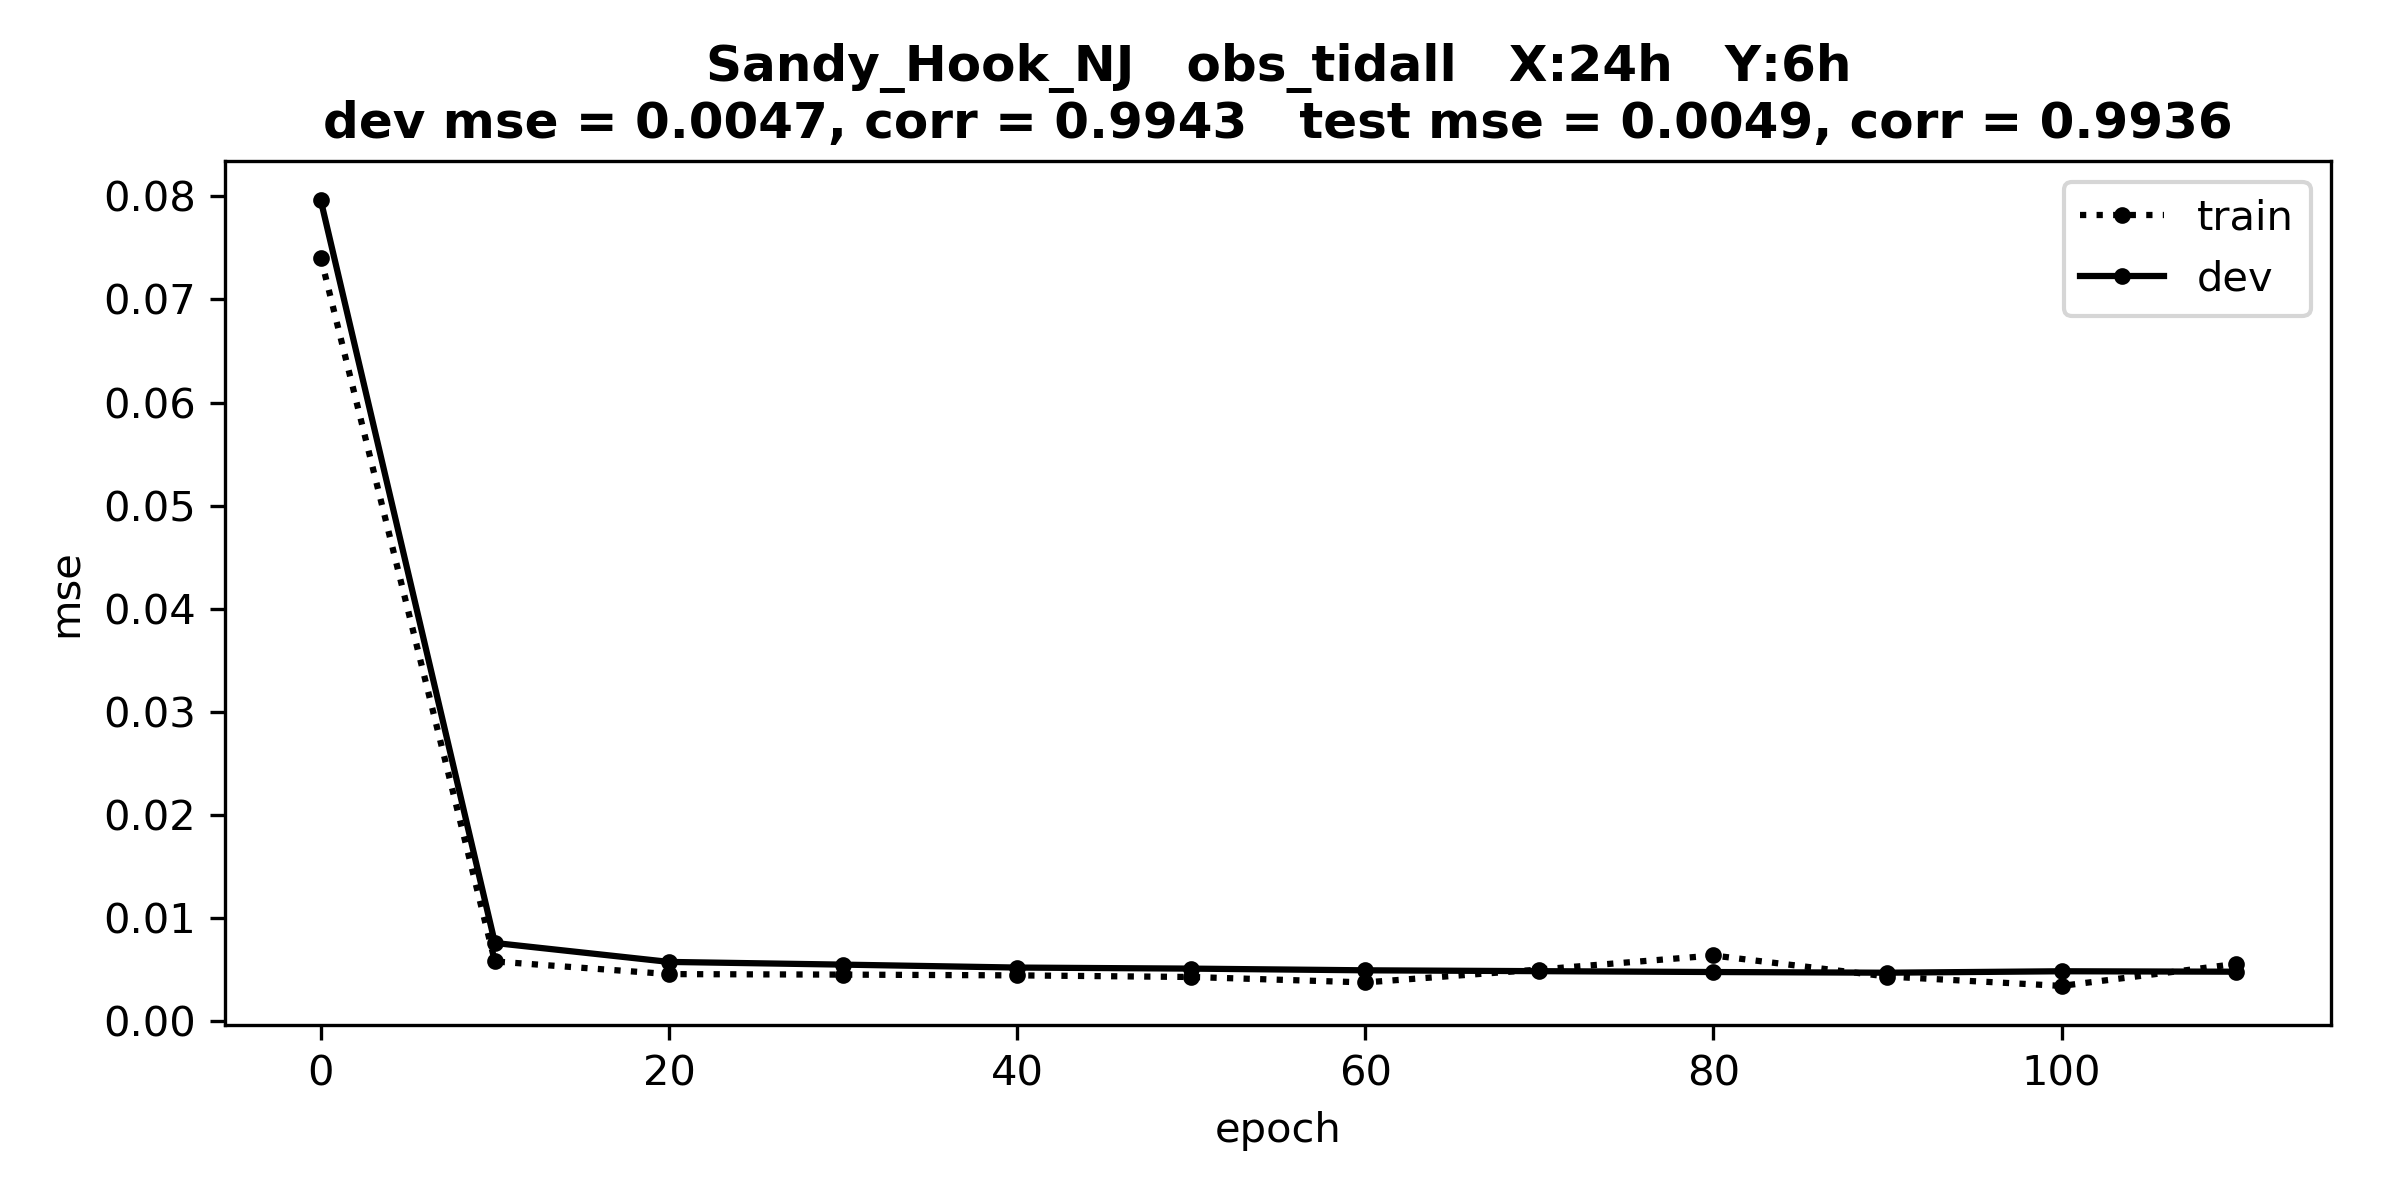 Sandy_Hook_NJ obs_tidall X:24h Y:6h
dev mse = 0.0047, corr = 0.9943 test mse = 0.0049, corr = 0.9936
train
dev
0.08
0.07
0.06
0.05
0.04
0.03
0.02
0.01
0.00
mse
0 20 40 60 80 100
epoch